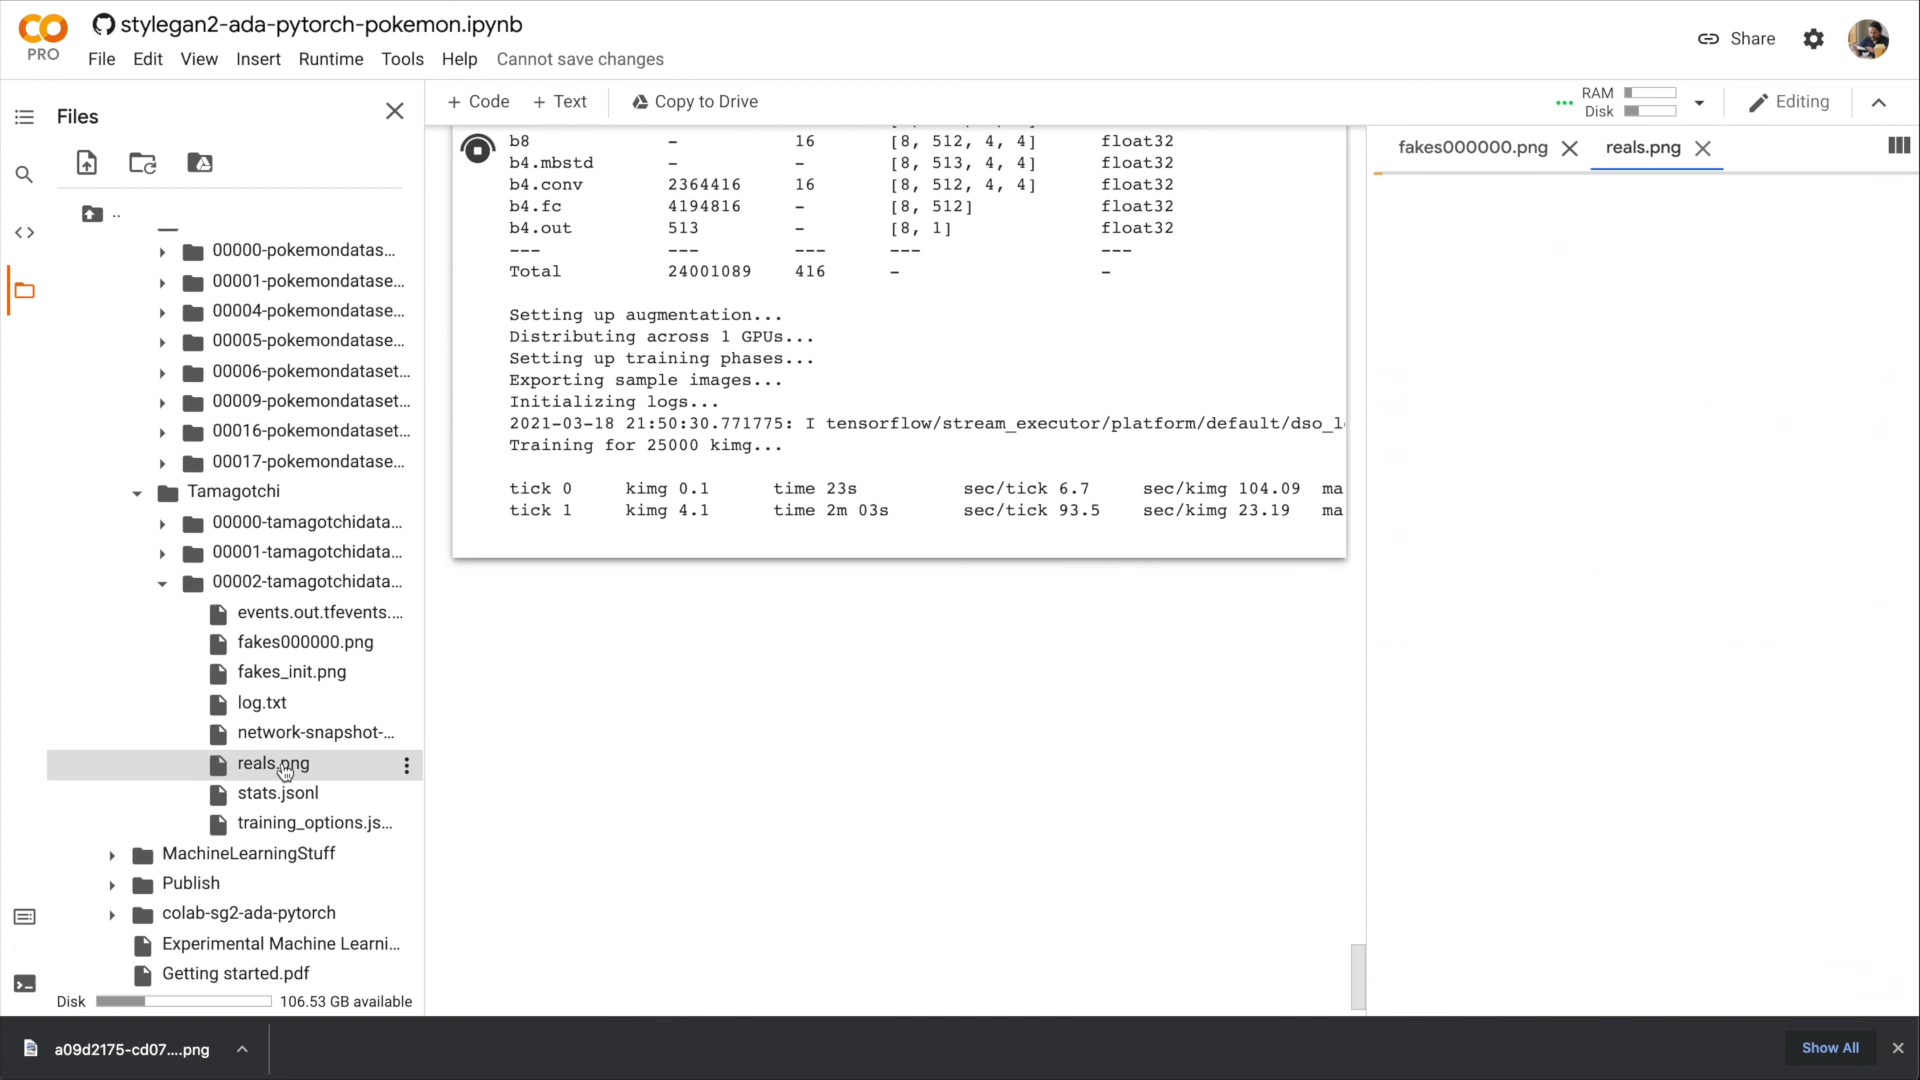 stylegan2-ada-pytorch-pokemon.ipynb
PRO
File Edit View Insert Runtime Tools Help Cannot save changes
Share
Files
+ Code + Text Copy to Drive
RAM
Disk
Editing
fakes000000.png
reals.png
..
00000-pokemondatas...
00001-pokemondatase...
00004-pokemondatase...
00005-pokemondatase...
00006-pokemondataset...
00009-pokemondataset...
00016-pokemondataset...
00017-pokemondatase...
Tamagotchi
00000-tamagotchidata...
00001-tamagotchidata...
00002-tamagotchidata...
events.out.tfevents....
fakes000000.png
fakes_init.png
log.txt
network-snapshot-...
reals.png
stats.jsonl
training_options.js...
MachineLearningStuff
Publish
colab-sg2-ada-pytorch
Experimental Machine Learni...
Getting started.pdf
Disk 106.53 GB available
b8 - 16 [8, 512, 4, 4] float32
b4.mbstd - - [8, 513, 4, 4] float32
b4.conv 2364416 16 [8, 512, 4, 4] float32
b4.fc 4194816 - [8, 512] float32
b4.out 513 - [8, 1] float32
--- --- --- --- ---
Total 24001089 416 - -
Setting up augmentation...
Distributing across 1 GPUs...
Setting up training phases...
Exporting sample images...
Initializing logs...
2021-03-18 21:50:30.771775: I tensorflow/stream_executor/platform/default/dso_l
Training for 25000 kimg...
tick 0 kimg 0.1 time 23s sec/tick 6.7 sec/kimg 104.09 ma
tick 1 kimg 4.1 time 2m 03s sec/tick 93.5 sec/kimg 23.19 ma
a09d2175-cd07....png
Show All